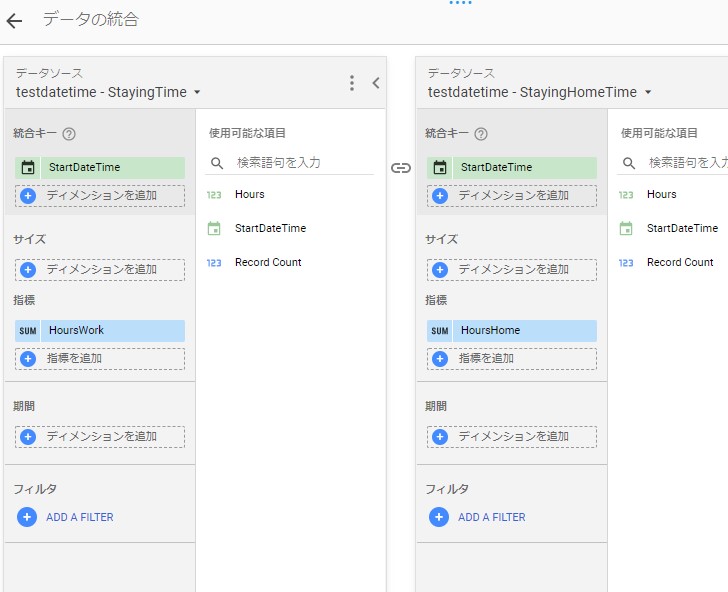 データの統合
データソース
testdatetime - StayingTime
統合キー
StartDateTime
ディメンションを追加
サイズ
ディメンションを追加
指標
SUM HoursWork
指標を追加
期間
ディメンションを追加
フィルタ
ADD A FILTER
使用可能な項目
検索語句を入力
123 Hours
StartDateTime
123 Record Count
データソース
testdatetime - StayingHomeTime
統合キー
StartDateTime
ディメンションを追加
サイズ
ディメンションを追加
指標
SUM HoursHome
指標を追加
期間
ディメンションを追加
フィルタ
ADD A FILTER
使用可能な項目
検索語句を入力
123 Hours
StartDateTime
123 Record Count